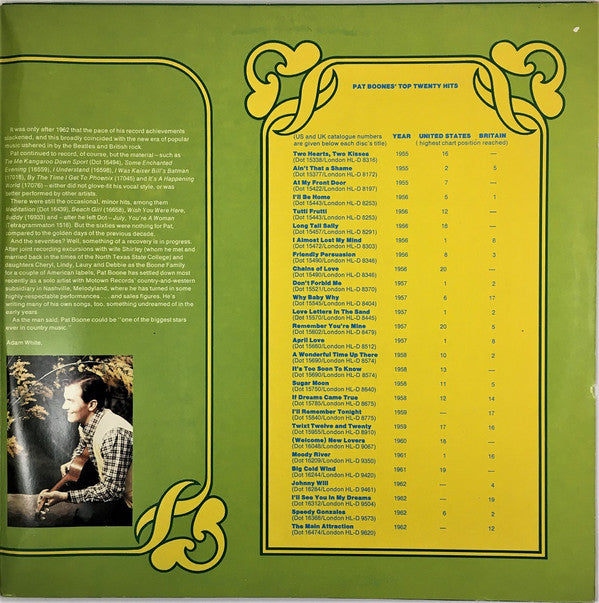 It was only after 1962 that the pace of his record achievements
slackened, and this broadly coincided with the new era of popular
music ushered in by the Beatles and British rock.
Pat continued to record, of course, but the material – such as
Tie Me Kangaroo Down Sport (Dot 16494), Some Enchanted
Evening (16559), I Understand (16598), I Was Kaiser Bill's Batman
(17018), By The Time I Get To Phoenix (17045) and It's A Happening
World (17076) – either did not glove-fit his vocal style, or was
better performed by other artists.
There were still the occasional, minor hits, among them
Meditation (Dot 16439), Beach Girl (16658), Wish You Were Here,
Buddy (16933) and – after he left Dot – July, You're A Woman
(Tetragrammaton 1516). But the sixties were nothing for Pat,
compared to the golden days of the previous decade.
And the seventies? Well, something of a recovery is in progress.
After joint recording excursions with wife Shirley (whom he met and
married back in the times of the North Texas State College) and
daughters Cheryl, Lindy, Laury and Debbie as the Boone Family
for a couple of American labels, Pat Boone has settled down most
recently as a solo artist with Motown Records' country-and-western
subsidiary in Nashville, Melodyland, where he has turned in some
highly-respectable performances . . . and sales figures. He's
writing many of his own songs, too, something undreamed of in the
early years.
As the man said, Pat Boone could be "one of the biggest stars
ever in country music."
Adam White,
PAT BOONES' TOP TWENTY HITS
(US and UK catalogue numbers YEAR UNITED STATES BRITAIN
are given below each disc's title) ( highest chart position reached)
Two Hearts, Two Kisses 1955 16 —
(Dot 15338/London HL-D 8316)
Ain't That a Shame 1955 2 5
(Dot 15377/London HL-D 8172)
At My Front Door 1955 7 —
(Dot 15422/London HL-D 8197)
I'll Be Home 1956 5 1
(Dot 15443/London HL-D 8253)
Tutti Frutti 1956 12 —
(Dot 15443/London HL-D 8253)
Long Tall Sally 1956 18 —
(Dot 15457/London HL-D 8291)
I Almost Lost My Mind 1956 1 8
(Dot 15472/London HL-D 8303)
Friendly Persuasion 1956 8 3
(Dot 15490/London HL-D 8346)
Chains of Love 1956 20 —
(Dot 15490/London HL-D 8346)
Don't Forbid Me 1957 1 2
(Dot 15521/London HL-D 8370)
Why Baby Why 1957 6 17
(Dot 15545/London HL-D 8404)
Love Letters In The Sand 1957 1 2
(Dot 15570/London HL-D 8445)
Remember You're Mine 1957 20 5
(Dot 15602/London HL-D 8479)
April Love 1957 1 8
(Dot 15660/London HL-D 8512)
A Wonderful Time Up There 1958 10 2
(Dot 15690/London HL-D 8574)
It's Too Soon To Know 1958 13 —
(Dot 15690/London HL-D 8574)
Sugar Moon 1958 11 5
(Dot 15750/London HL-D 8640)
If Dreams Came True 1958 12 14
(Dot 15785/London HL-D 8675)
I'll Remember Tonight 1959 — 17
(Dot 15840/London HL-D 8775)
Twixt Twelve and Twenty 1959 17 16
(Dot 15955/London HL-D 8910)
(Welcome) New Lovers 1960 18 —
(Dot 16048/London HL-D 9067)
Moody River 1961 1 16
(Dot 16209/London HL-D 9350)
Big Cold Wind 1961 19 —
(Dot 16244/London HL-D 9420)
Johnny Will — 4
(Dot 16284/London HL-D 9461)
I'll See You In My Dreams 1962 — 19
(Dot 16312/London HL-D 9504)
Speedy Gonzales 1962 6 2
(Dot 16368/London HL-D 9573)
The Main Attraction 1962 — 12
(Dot 16474/London HL-D 9620)